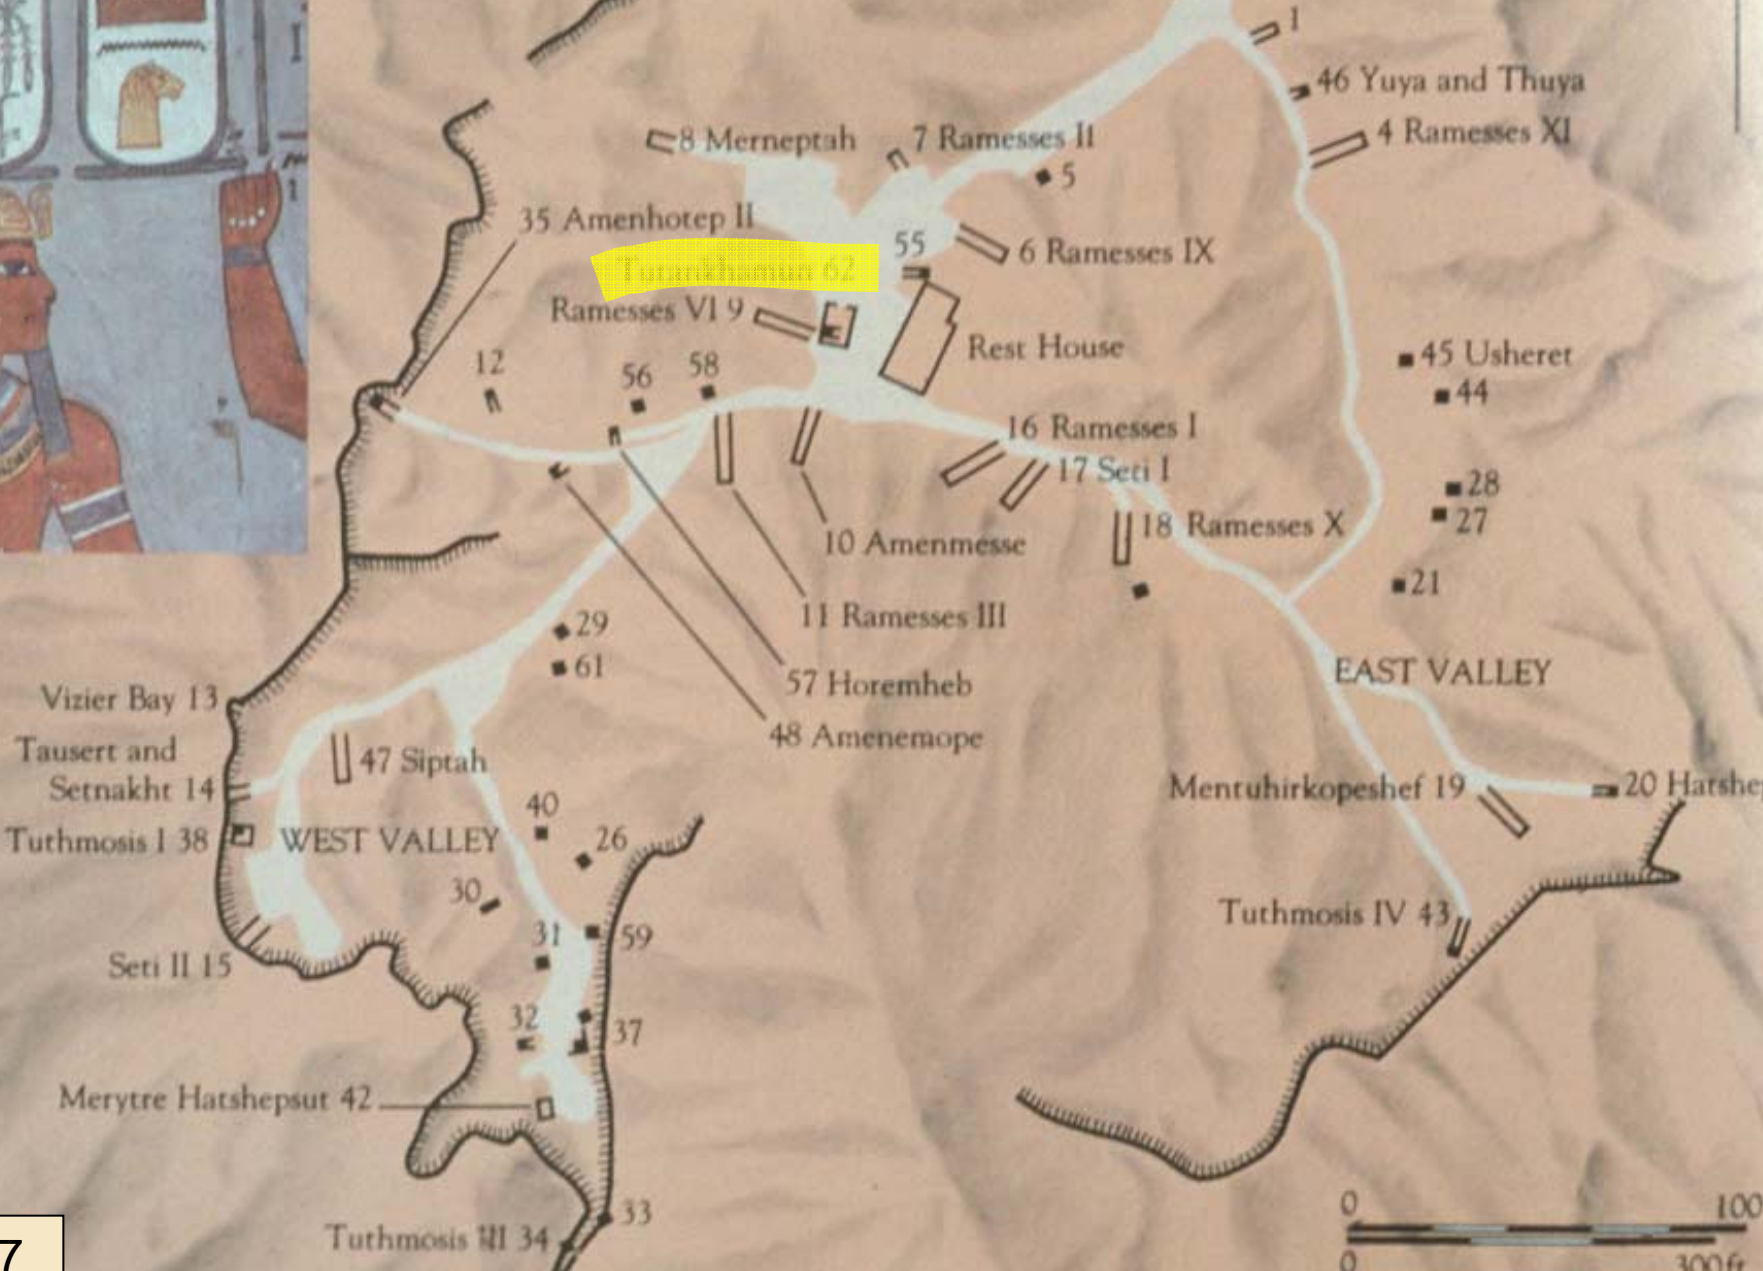 1
46 Yuya and Thuya
4 Ramesses XI
8 Merneptah
7 Ramesses II
5
35 Amenhotep II
55
6 Ramesses IX
Tutankhamun 62
Ramesses VI 9
Rest House
12
56
58
45 Usheret
44
16 Ramesses I
17 Seti I
28
27
18 Ramesses X
10 Amenmesse
21
11 Ramesses III
29
61
57 Horemheb
EAST VALLEY
Vizier Bay 13
48 Amenemope
Tausert and
Setnakht 14
47 Siptah
Mentuhirkopeshef 19
20 Hatshe
40
26
Tuthmosis I 38
WEST VALLEY
30
Tuthmosis IV 43
31
59
Seti II 15
32
37
Merytre Hatshepsut 42
33
Tuthmosis III 34
0
100
0
300ft
7